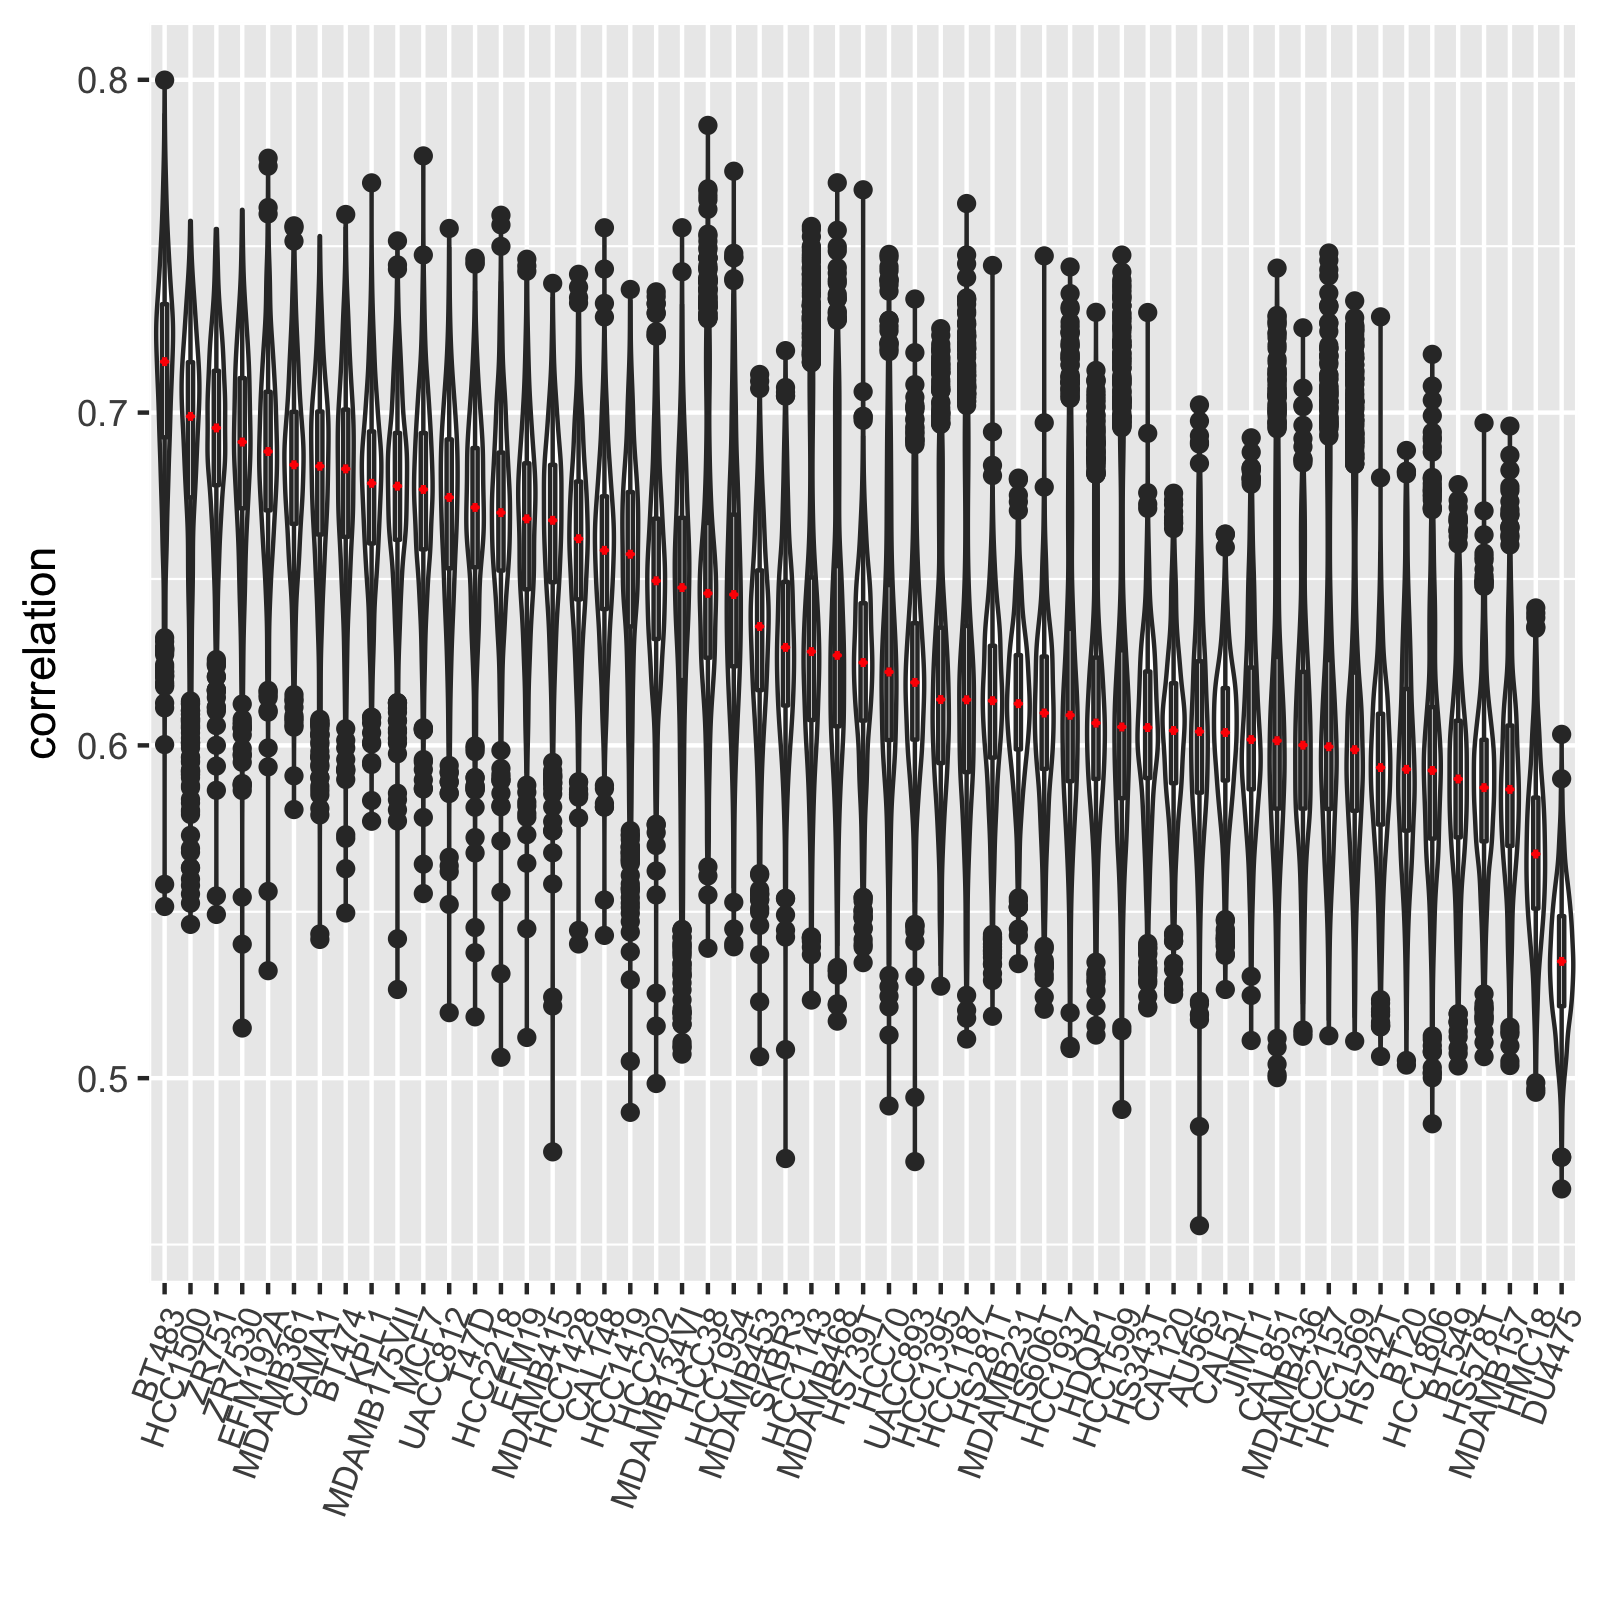 0.8
0.7
correlation
0.6
0.5
BT483
HCC1500
ZR751
ZR7530
EFM192A
MDAMB361
CAMA1
BT474
KPL1
MDAMB175VII
MCF7
UACC812
T47D
HCC2218
EFM19
MDAMB415
HCC1428
CAL148
HCC1419
HCC202
MDAMB134VI
HCC38
HCC1954
MDAMB453
SKBR3
HCC1143
MDAMB468
HS739T
HCC70
UACC893
HCC1395
HCC1187
HS281T
MDAMB231
HS606T
HCC1937
HDQP1
HCC1599
HS343T
CAL120
AU565
CAL51
JIMT1
CAL851
MDAMB436
HCC2157
HCC1569
HS742T
BT20
HCC1806
BT549
HS578T
MDAMB157
HMC18
DU4475